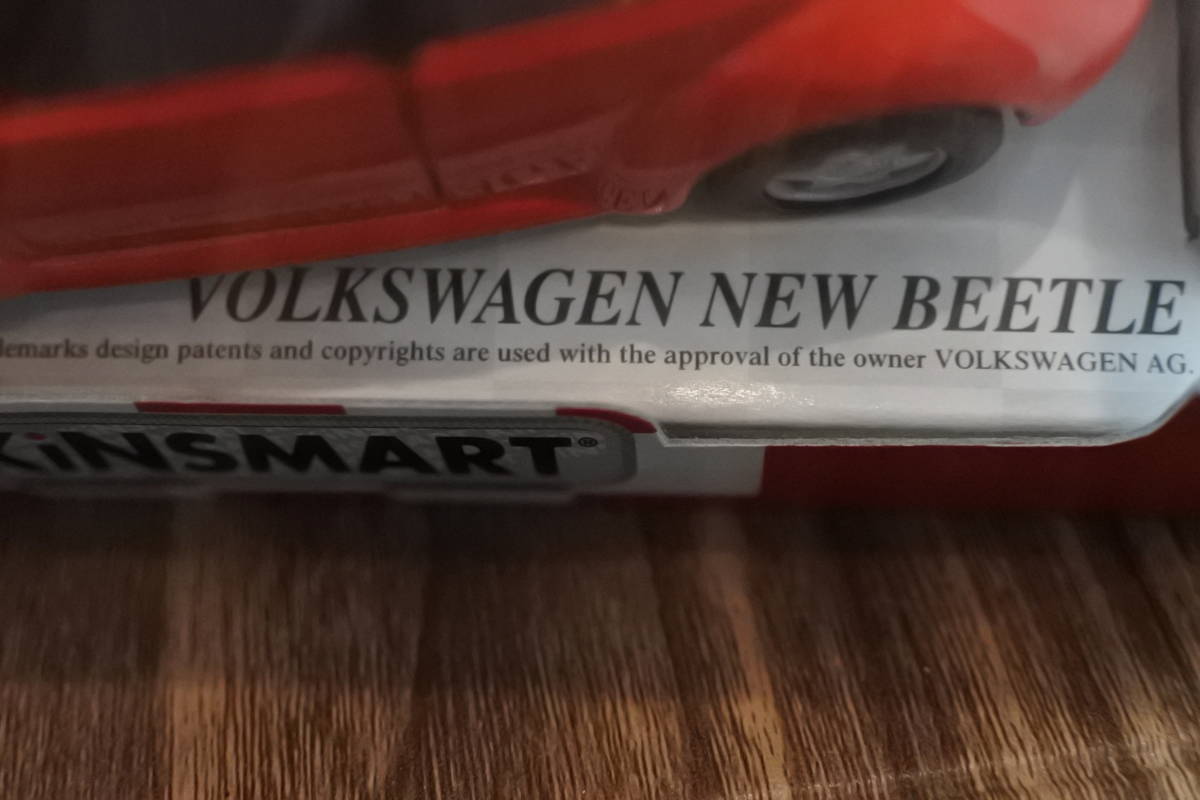 VOLKSWAGEN NEW BEETLE
demarks design patents and copyrights are used with the approval of the owner VOLKSWAGEN AG.
KiNSMART®